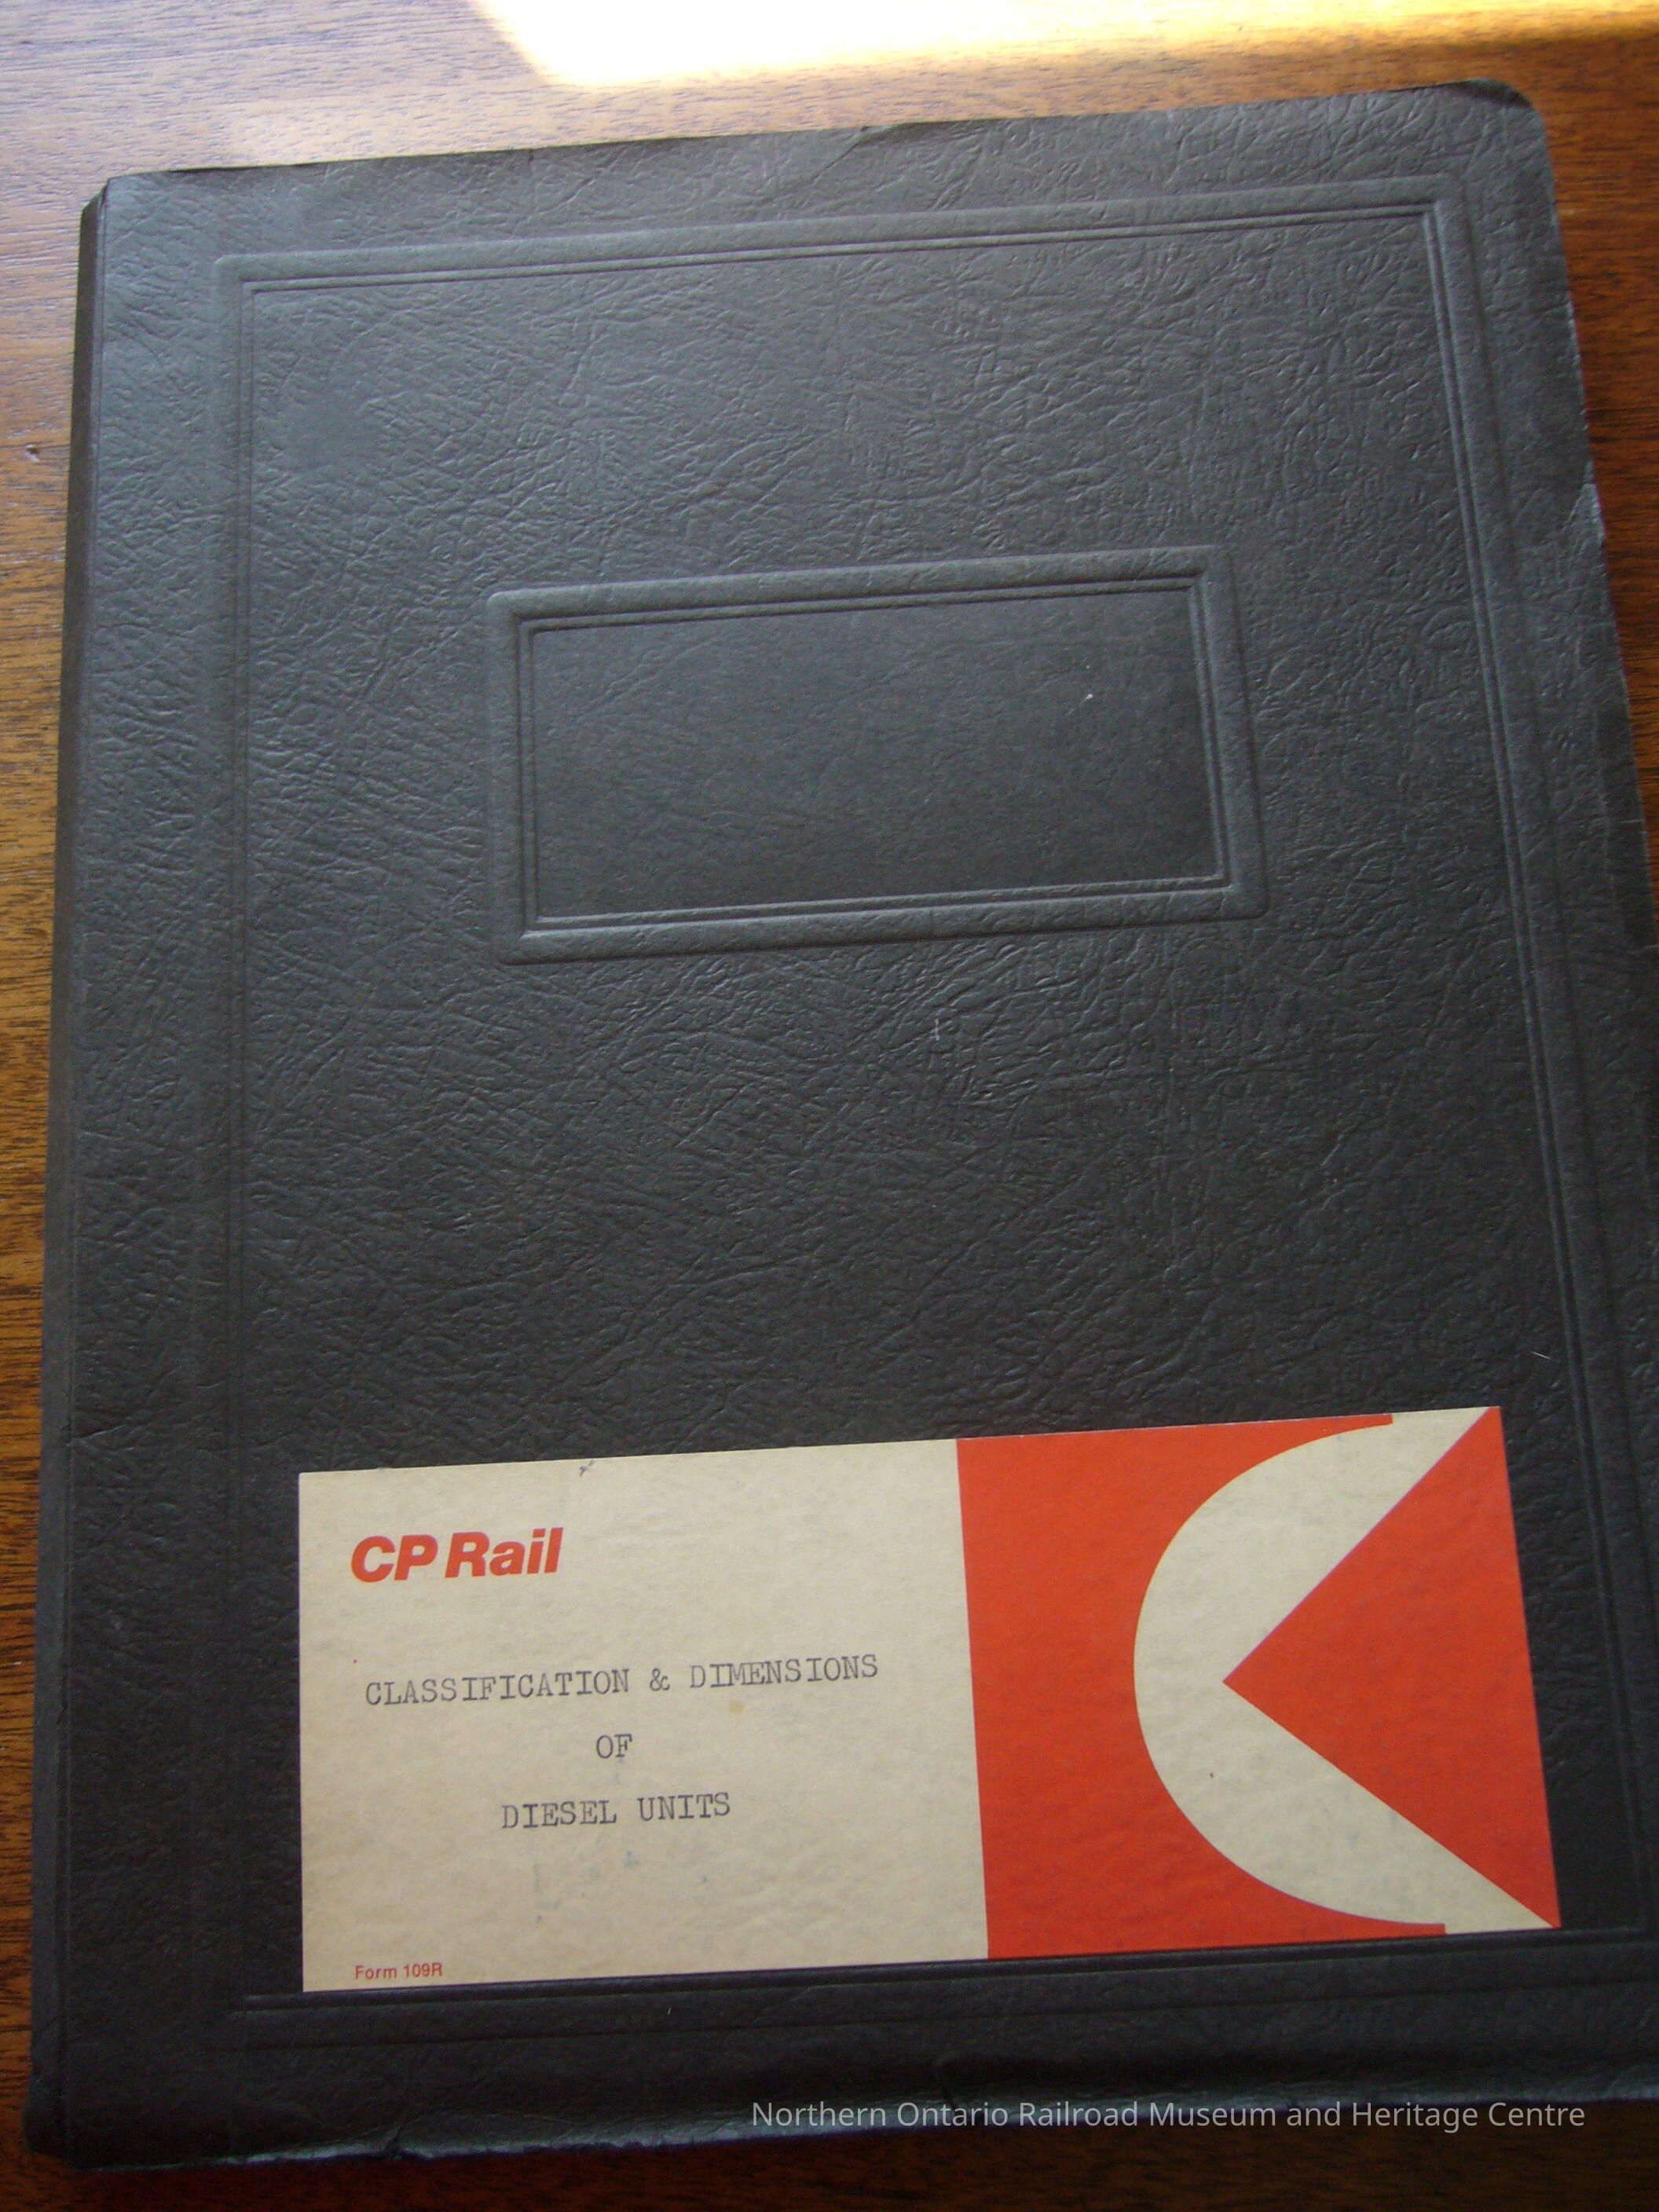 CP Rail
CLASSIFICATION & DIMENSIONS
OF
DIESEL UNITS
Form 109R
Northern Ontario Railroad Museum and Heritage Centre